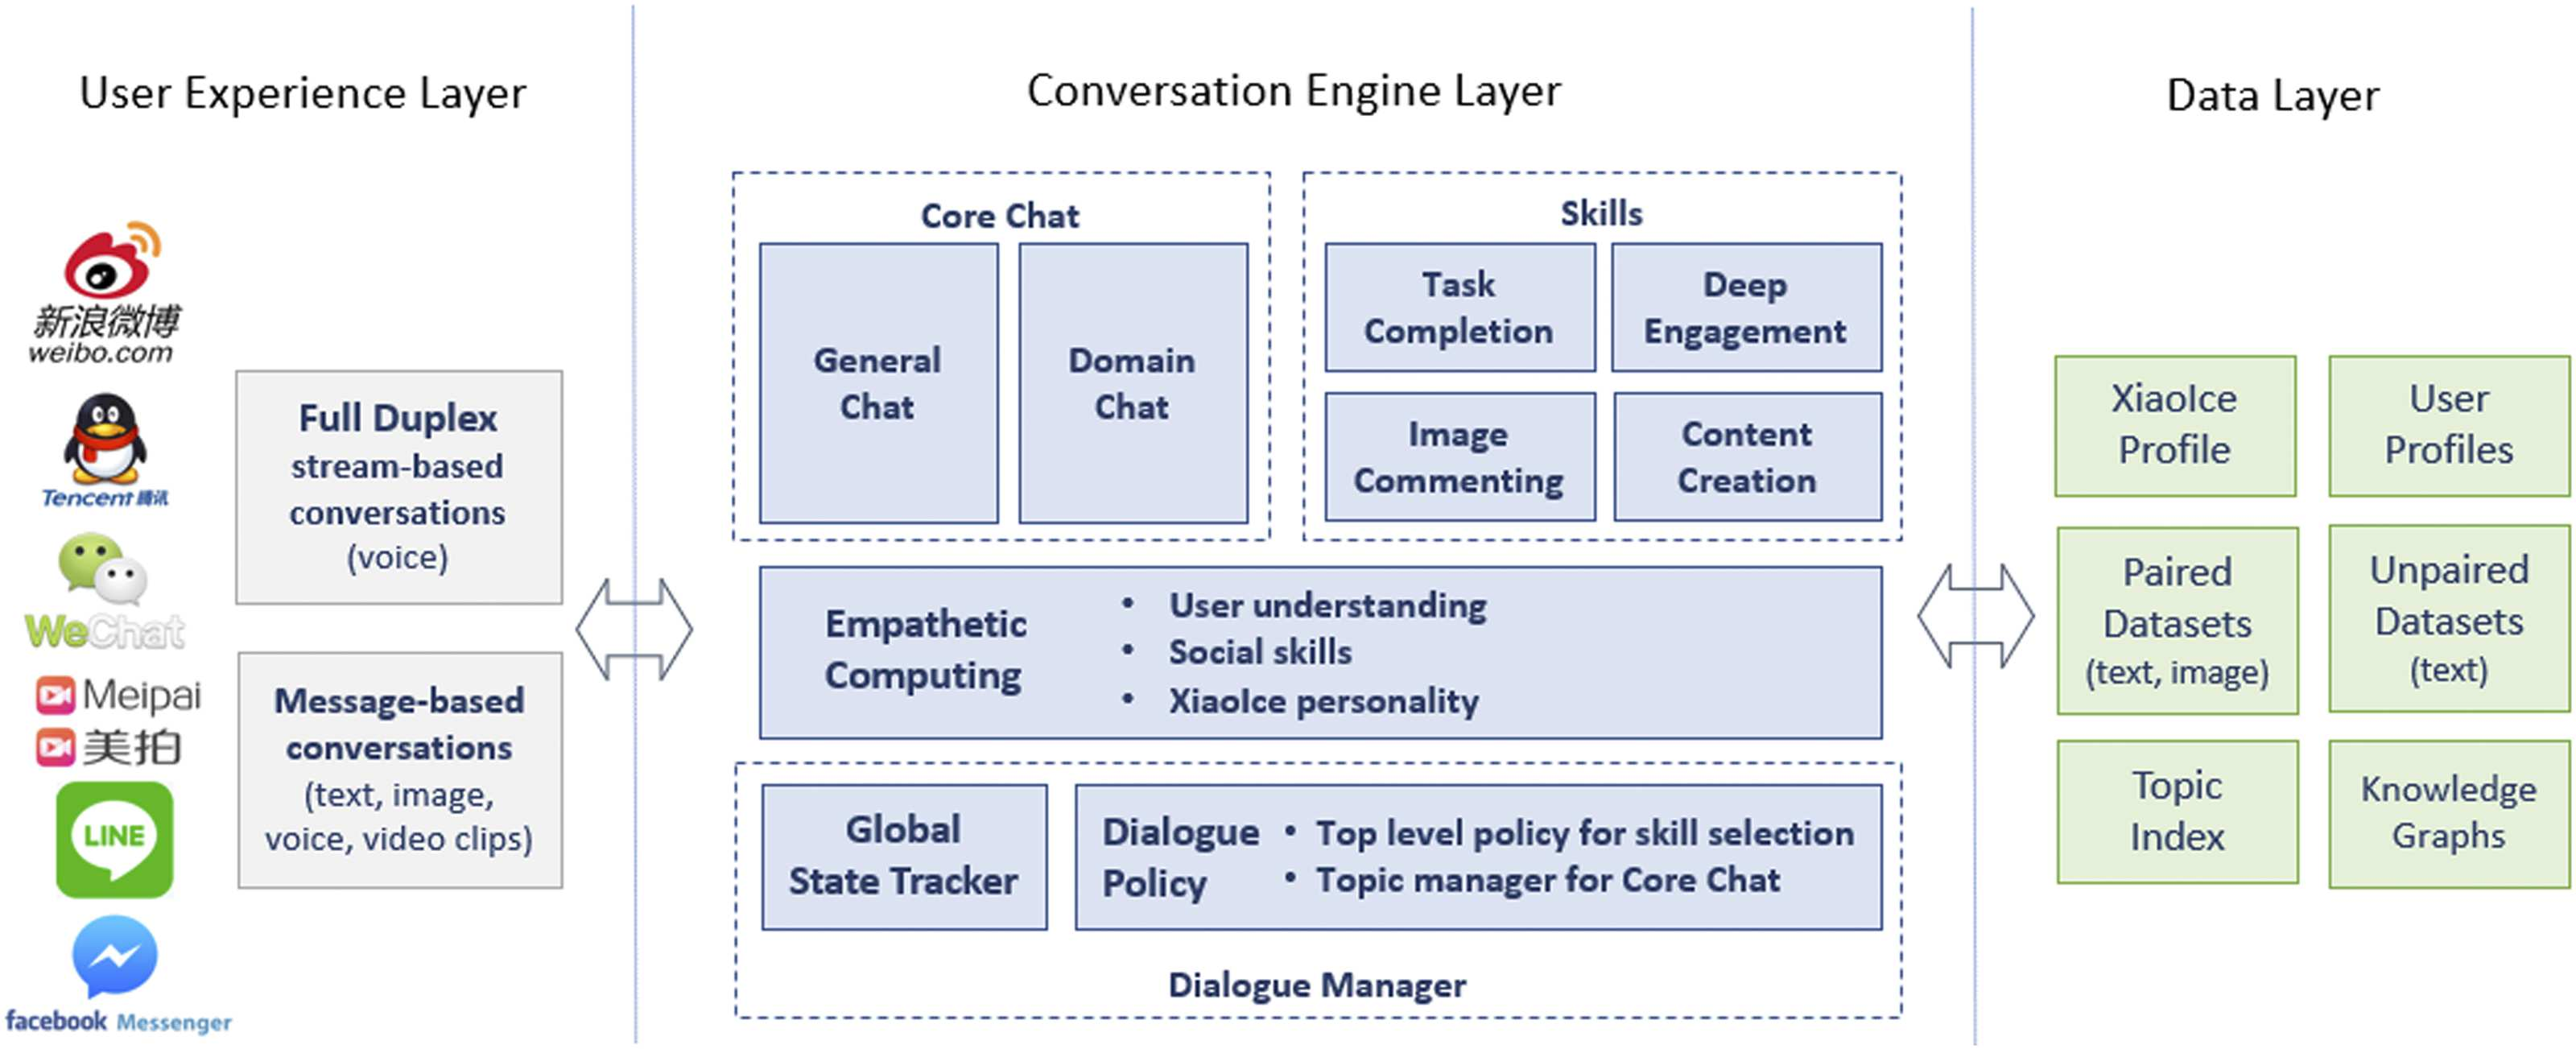 User Experience Layer
新浪微博
weibo.com
Tencent 腾讯
WeChat
Meipai
美拍
LINE
facebook Messenger
Full Duplex
stream-based
conversations
(voice)
Message-based
conversations
(text, image,
voice, video clips)
Conversation Engine Layer
Core Chat
General
Chat
Domain
Chat
Skills
Task
Completion
Deep
Engagement
Image
Commenting
Content
Creation
Empathetic
Computing
• User understanding
• Social skills
• XiaoIce personality
Global
State Tracker
Dialogue
Policy
• Top level policy for skill selection
• Topic manager for Core Chat
Dialogue Manager
Data Layer
XiaoIce
Profile
User
Profiles
Paired
Datasets
(text, image)
Unpaired
Datasets
(text)
Topic
Index
Knowledge
Graphs